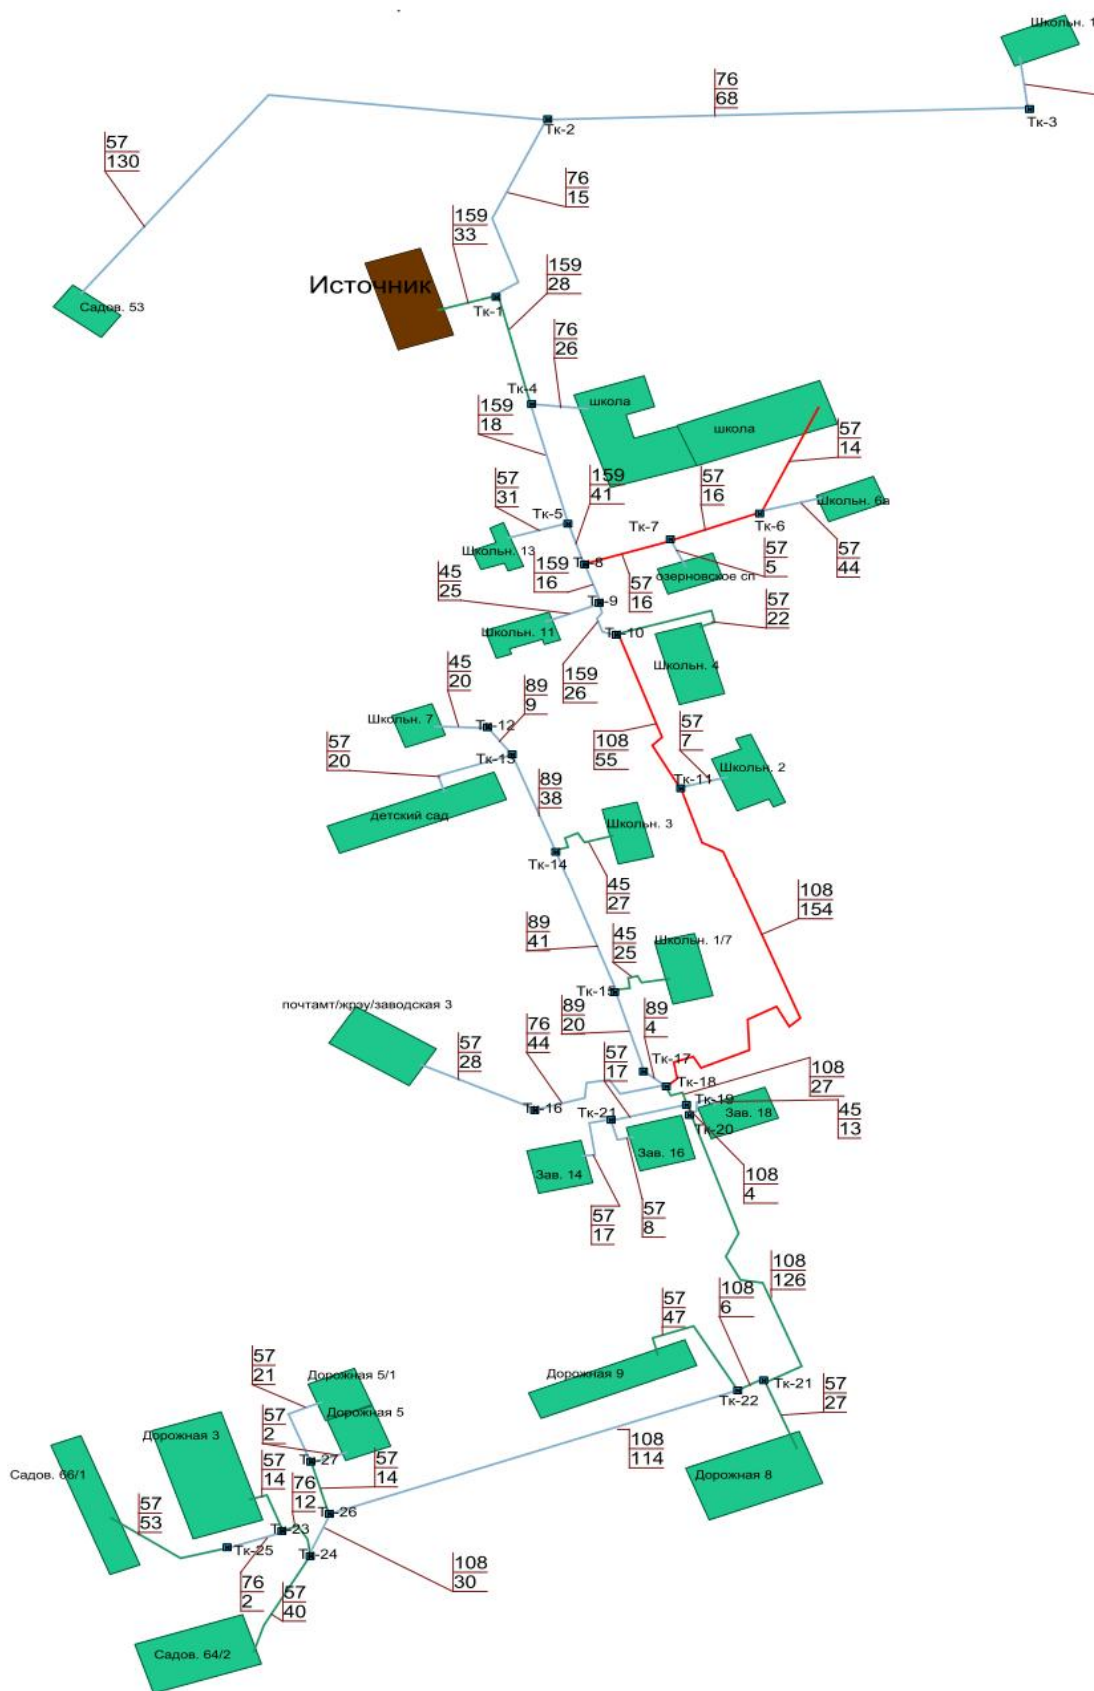 Школьн. 1
76
68
Тк-2
Тк-3
57
130
76
15
159
33
159
28
Источник
Садов. 53
Тк-1
76
26
Тк-4
школа
159
18
школа
57
14
159
41
57
31
57
16
Тк-5
Тк-7
Тк-6
Школьн. 6а
Школьн. 13
57
5
57
44
159
16
Тк-8
озерновское сп
45
25
57
16
Тк-9
57
22
Школьн. 11
Тк-10
Школьн. 4
159
26
45
20
89
9
Школьн. 7
Тк-12
57
7
108
55
57
20
Тк-13
Школьн. 2
Тк-11
89
38
детский сад
Школьн. 3
Тк-14
45
27
108
154
89
41
45
25
Школьн. 1/7
Тк-15
почтамт/жрэу/заводская 3
89
20
89
4
76
44
57
28
57
17
Тк-17
108
27
Тк-18
Тк-16
Тк-21
Тк-19
Зав. 18
45
13
Тк-20
Зав. 14
Зав. 16
108
4
57
17
57
8
108
126
108
6
57
47
57
21
Дорожная 5/1
Дорожная 9
Тк-21
Тк-22
57
27
Дорожная 5
57
2
Дорожная 3
57
14
108
114
Дорожная 8
Садов. 66/1
57
14
Тк-27
76
12
57
53
Тк-26
Тк-23
Тк-25
Тк-24
108
30
76
2
57
40
Садов. 64/2